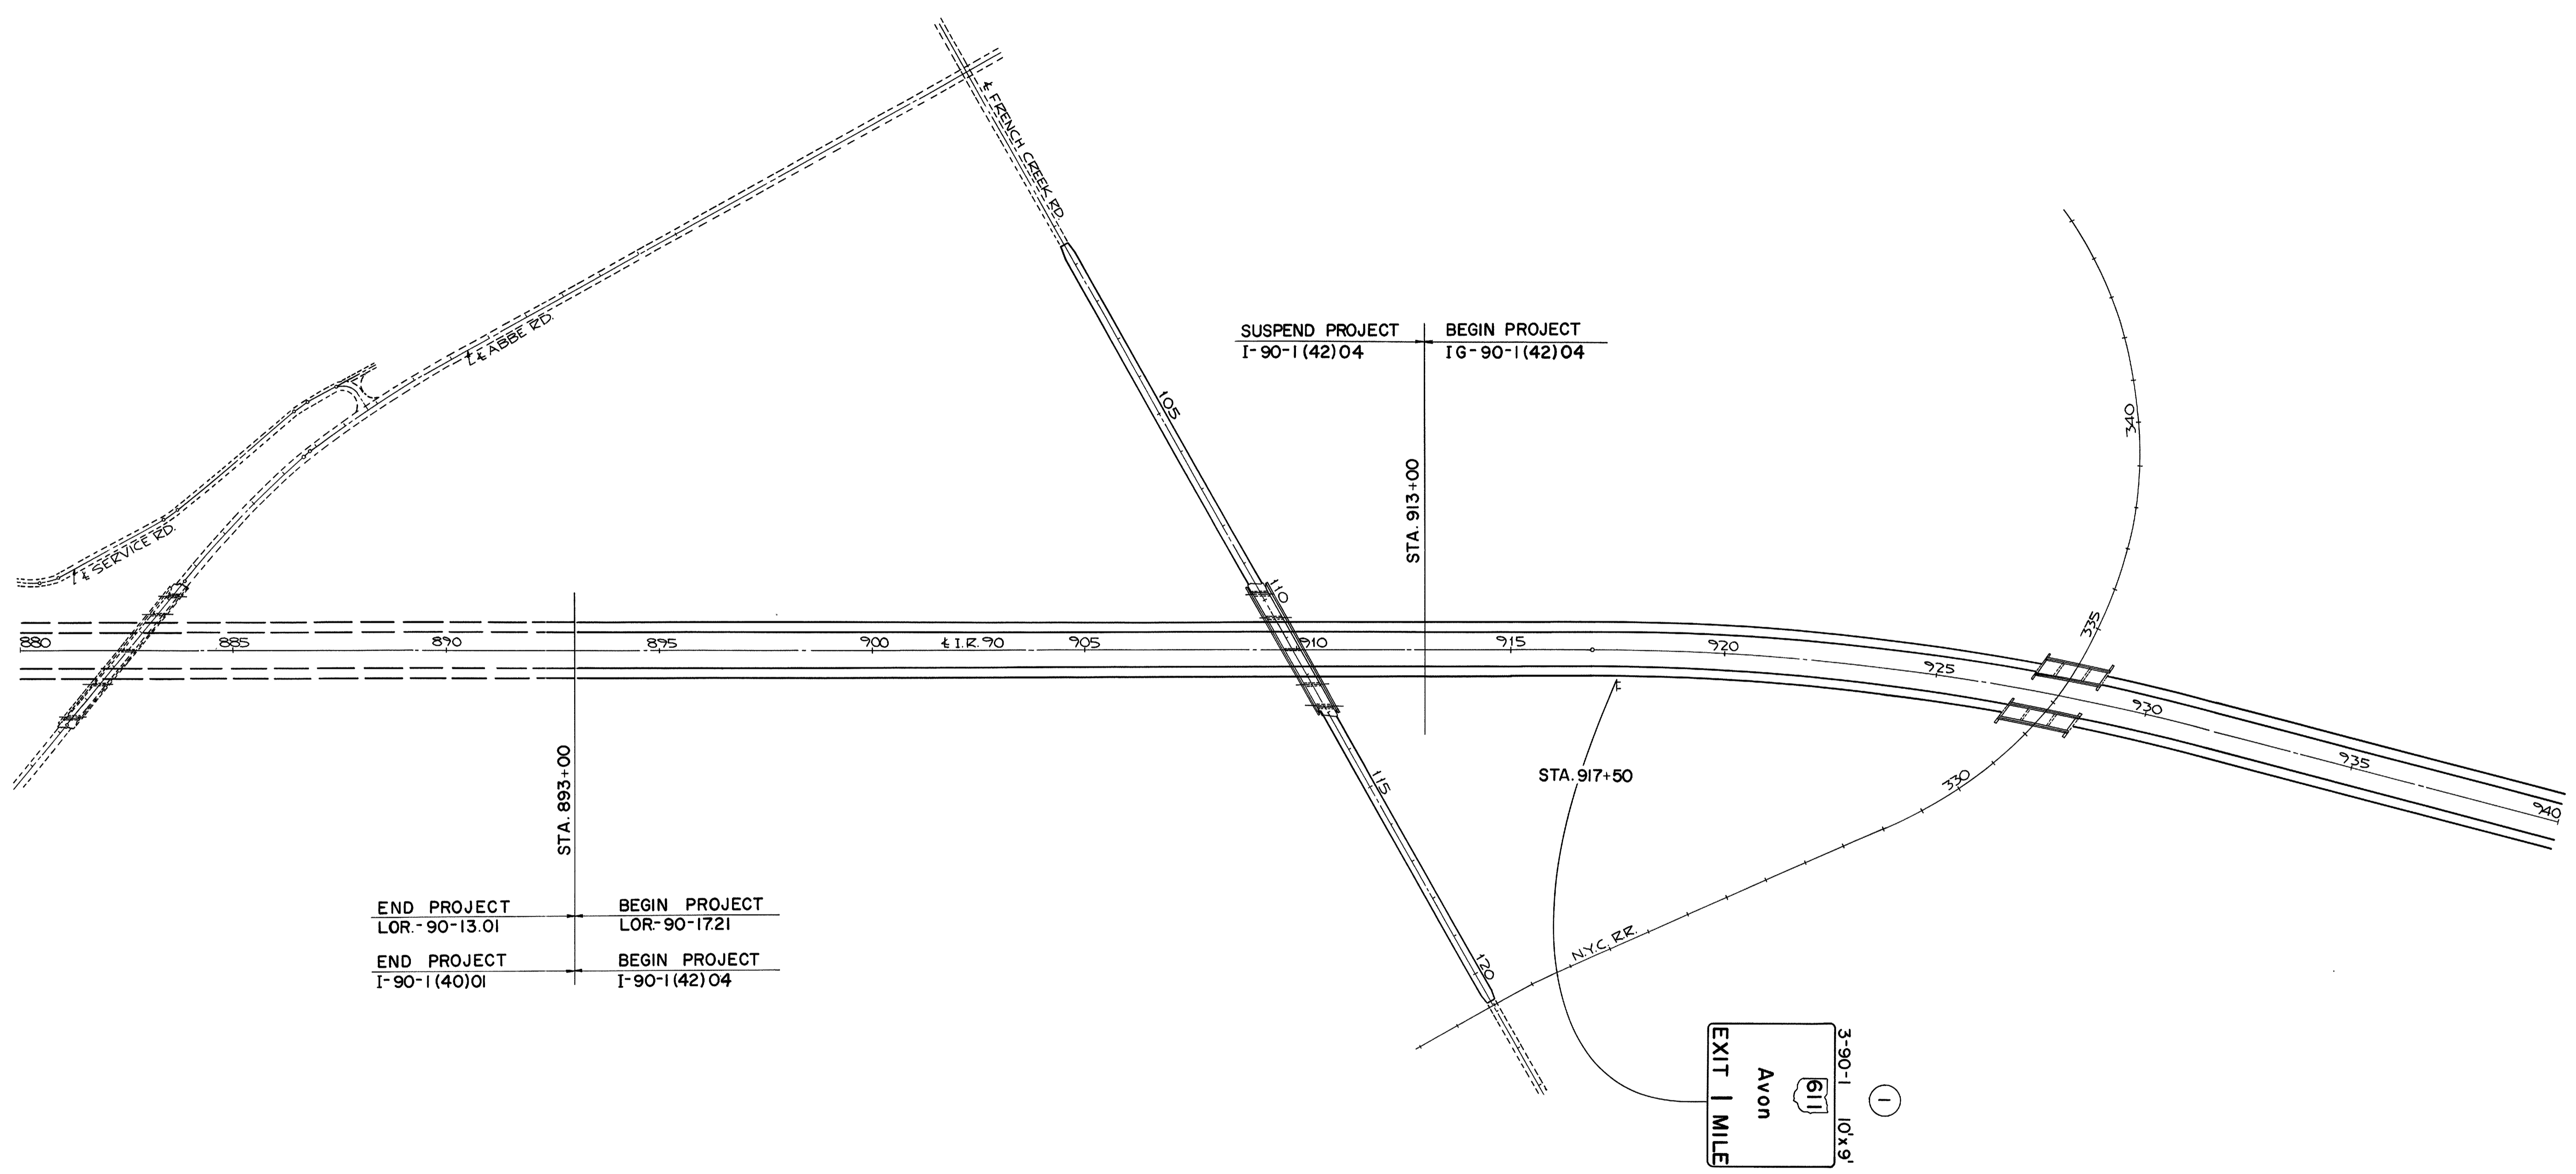 ℄ FRENCH CREEK RD.
℄ ABBE RD.
℄ SERVICE RD.
SUSPEND PROJECT
I-90-1(42)04
BEGIN PROJECT
IG-90-1(42)04
STA. 913+00
105
110
115
120
340
335
330
880
885
890
895
900
℄ I.R. 90
905
910
915
920
925
930
935
940
STA. 893+00
END PROJECT
LOR.-90-13.01
BEGIN PROJECT
LOR-90-17.21
END PROJECT
I-90-1(40)01
BEGIN PROJECT
I-90-1(42)04
STA. 917+50
N.Y.C. RR.
1
3-90-1 10'x9'
611
Avon
EXIT 1 MILE